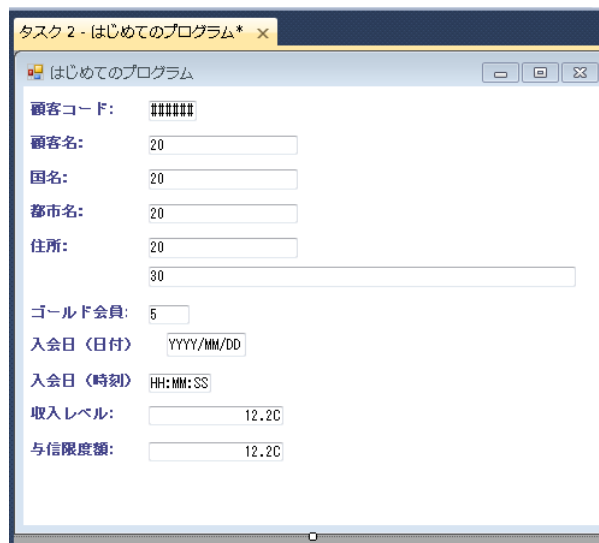 タスク 2 - はじめてのプログラム*
はじめてのプログラム
顧客コード: ######
顧客名: 20
国名: 20
都市名: 20
住所: 20
30
ゴールド会員: 5
入会日（日付） YYYY/MM/DD
入会日（時刻） HH:MM:SS
収入レベル: 12.2C
与信限度額: 12.2C